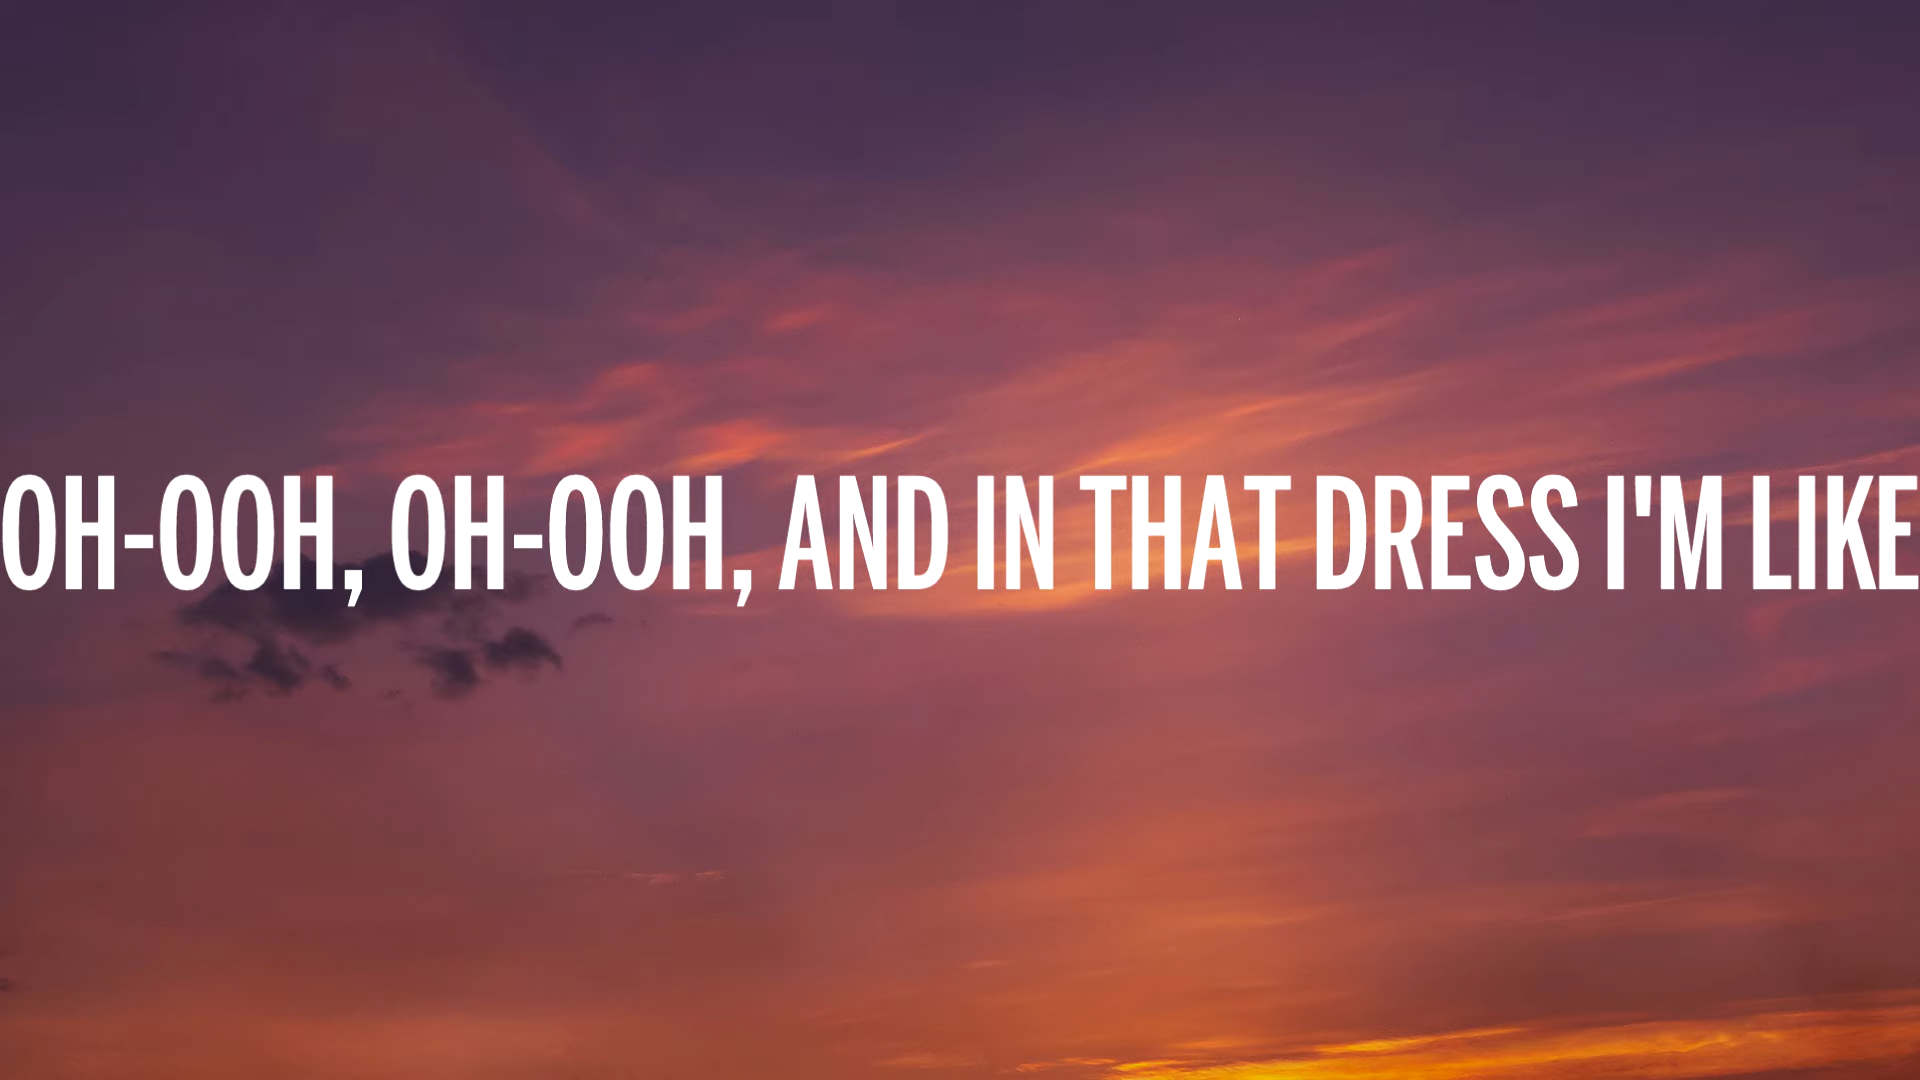 OH-OOH, OH-OOH, AND IN THAT DRESS I'M LIKE